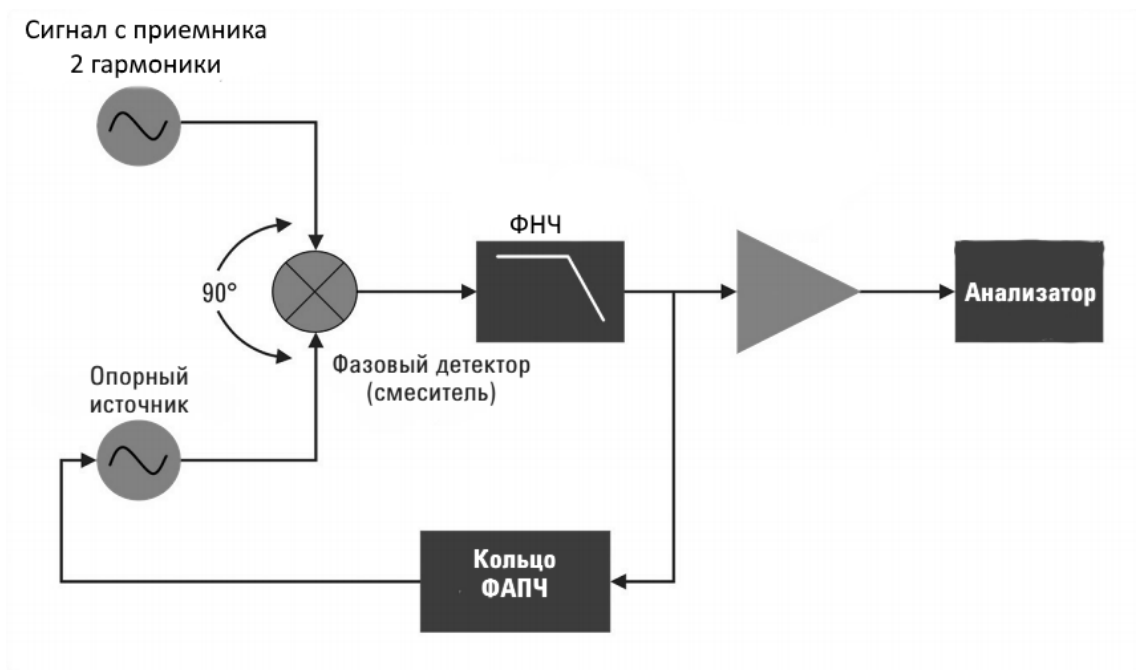 Сигнал с приемника
2 гармоники
ФНЧ
90°
Анализатор
Фазовый детектор
(смеситель)
Опорный
источник
Кольцо
ФАПЧ